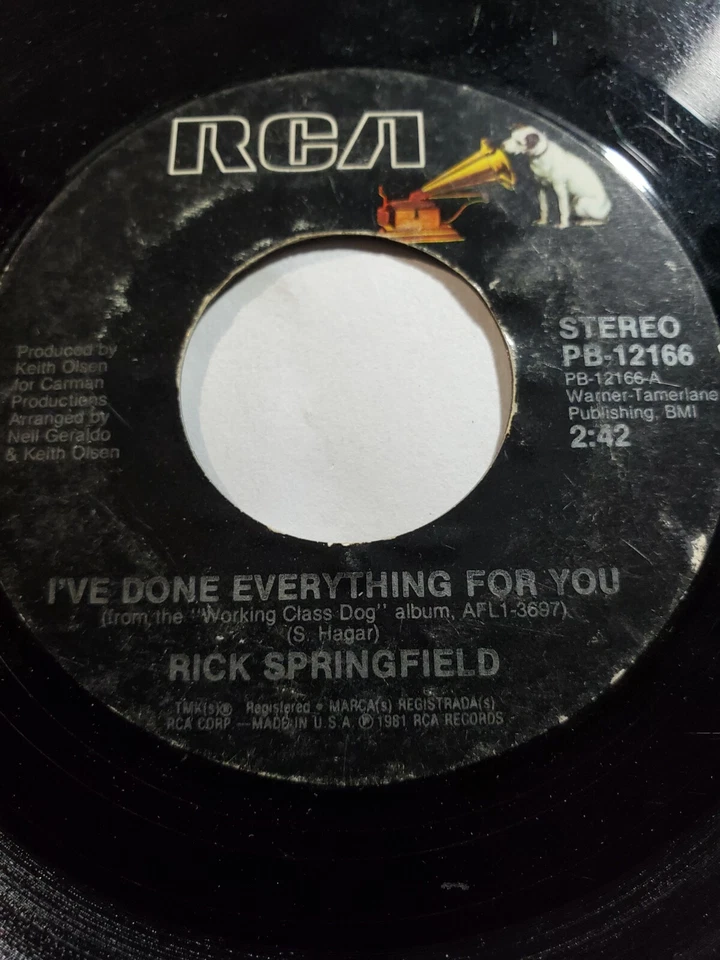 RCA
STEREO
PB-12166
PB-12166-A
Warner-Tamerlane
Publishing, BMI
2:42
Produced by
Keith Olsen
for Carman
Productions
Arranged by
Neil Geraldo
& Keith Olsen
I'VE DONE EVERYTHING FOR YOU
(from the "Working Class Dog" album, AFL1-3697)
(S. Hagar)
RICK SPRINGFIELD
TMK(s)® Registered • MARCA(s) REGISTRADA(s)
RCA CORP.—MADE IN U.S.A. ℗ 1981 RCA RECORDS